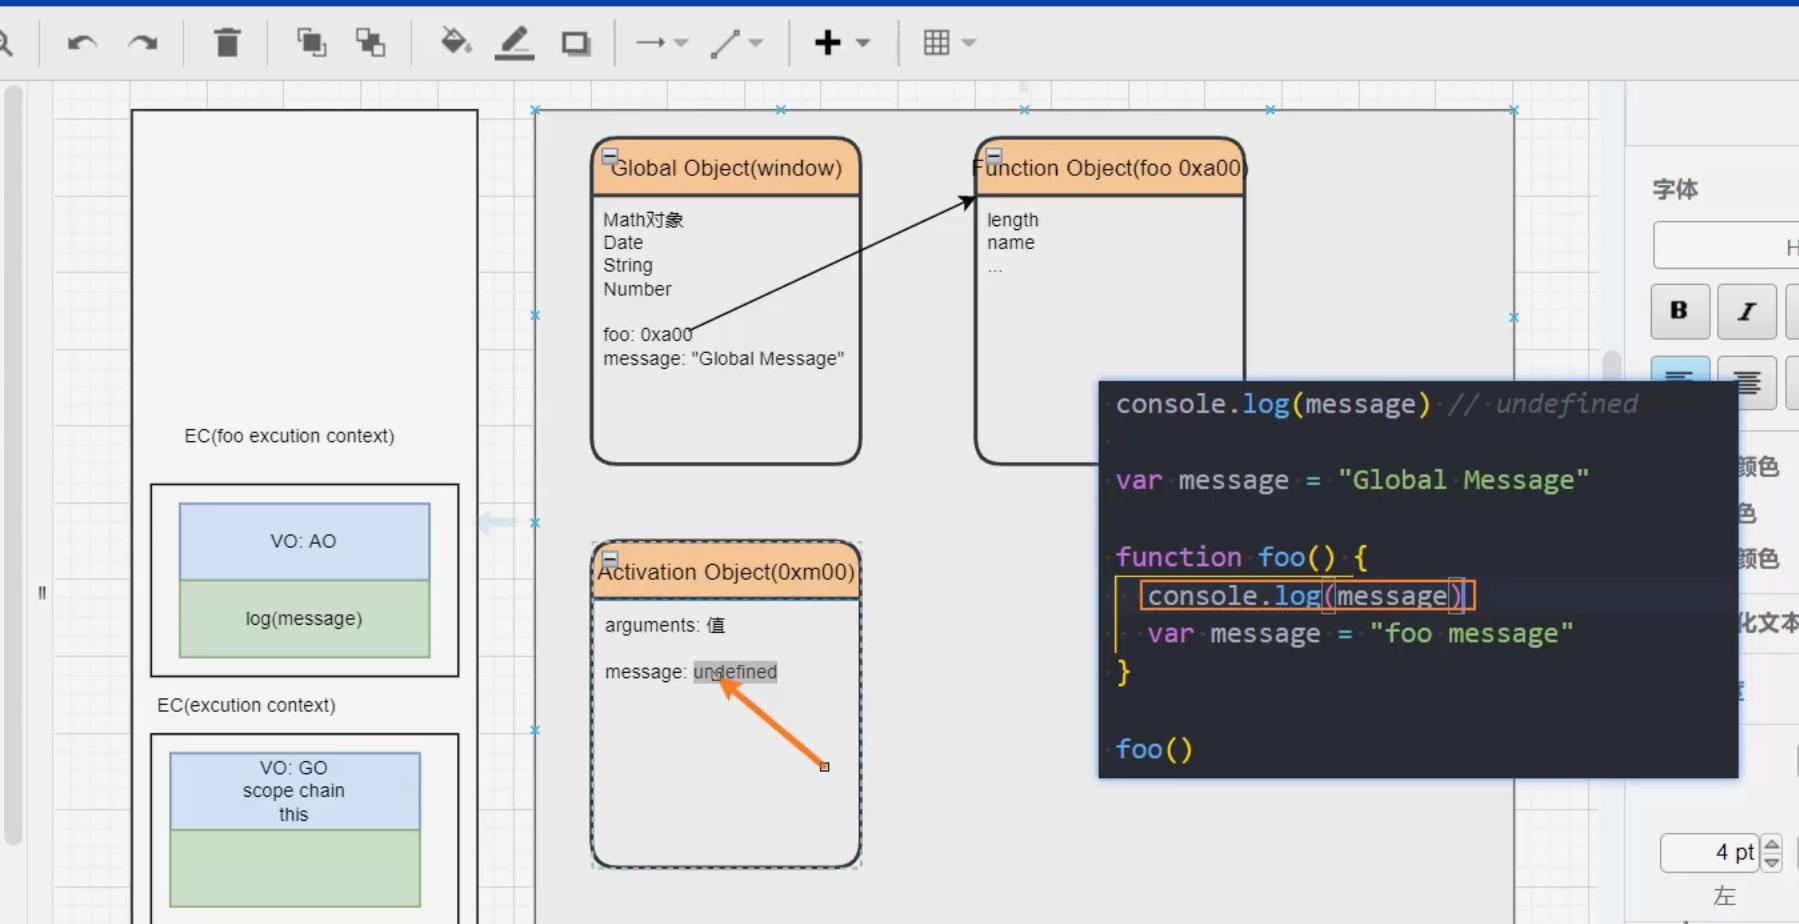 EC(foo excution context)
VO: AO
log(message)
EC(excution context)
VO: GO
scope chain
this
Global Object(window)
Math对象
Date
String
Number
foo: 0xa00
message: "Global Message"
Function Object(foo 0xa00)
length
name
...
Activation Object(0xm00)
arguments: 值
message: undefined
console.log(message) // undefined
var message = "Global Message"
function foo() {
console.log(message)
var message = "foo message"
}
foo()
字体
H
B I
颜色
色
颜色
化文本
4 pt
左